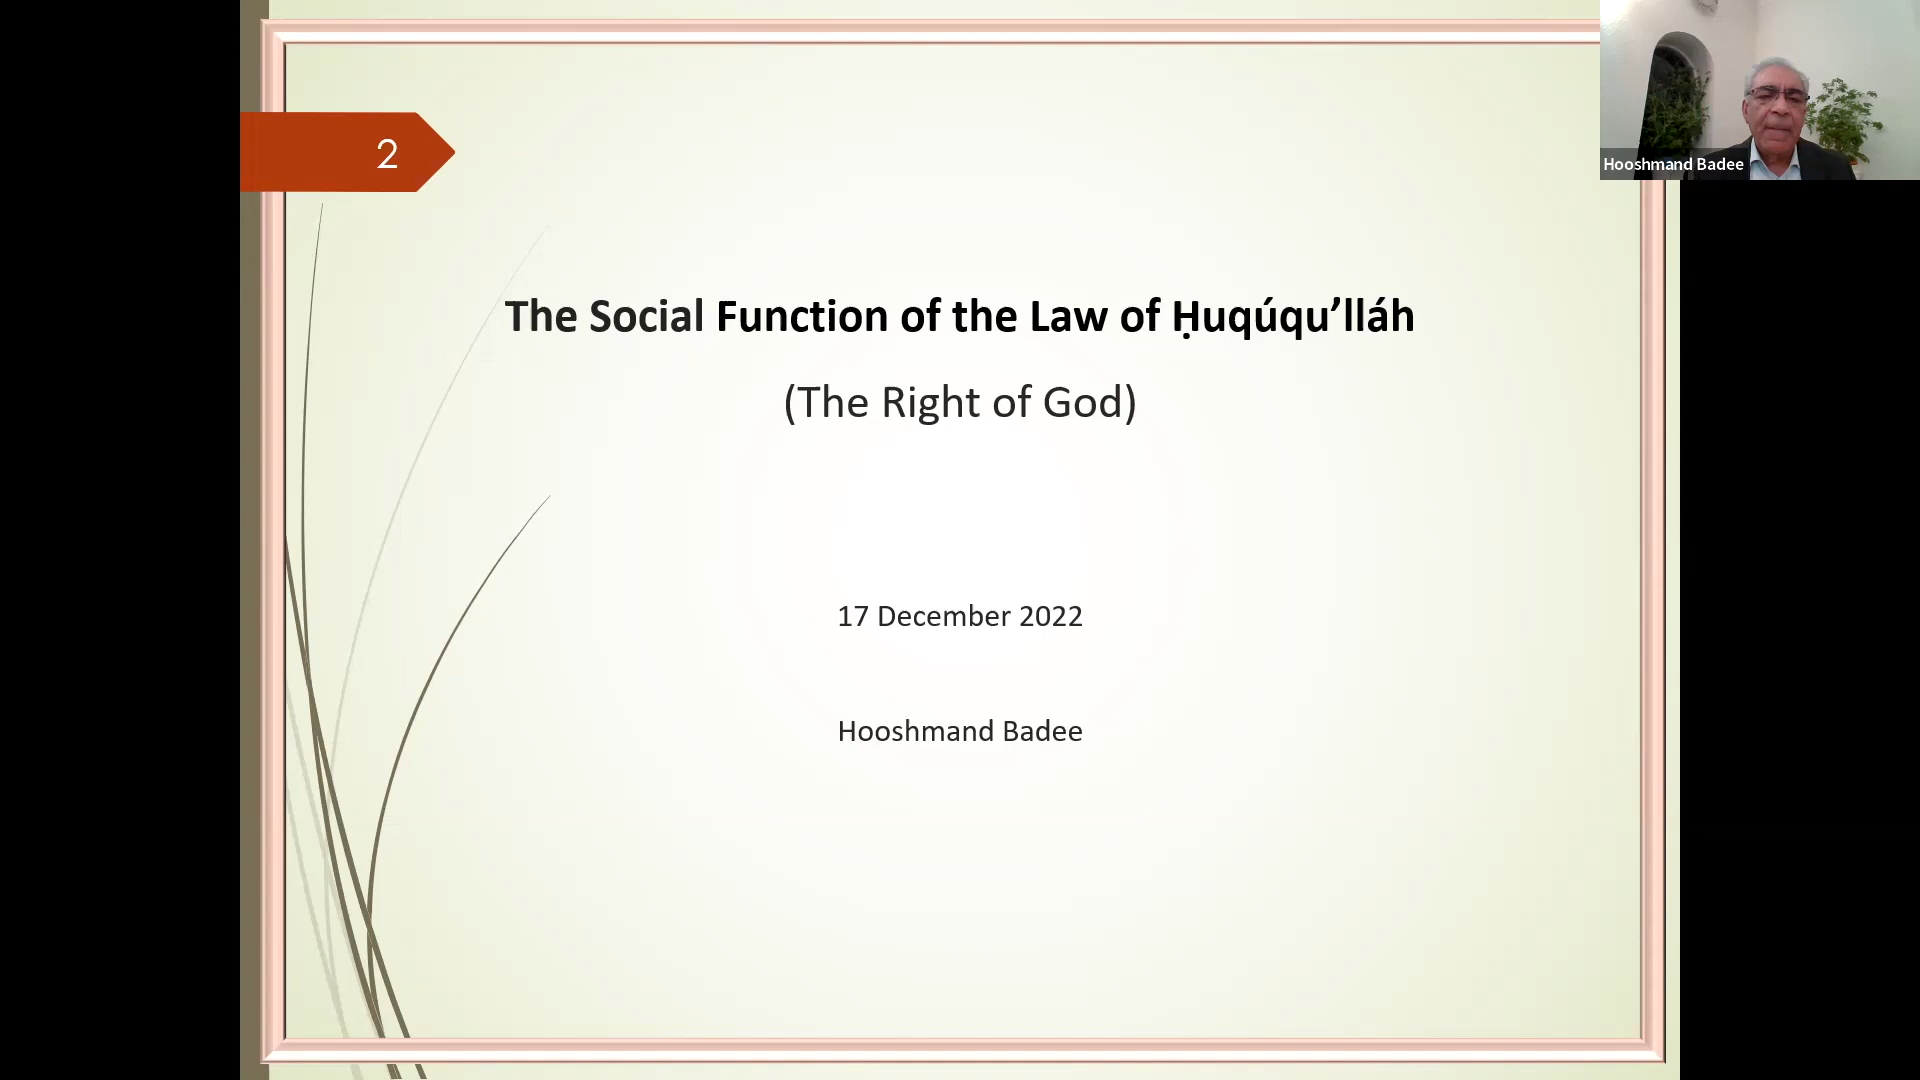 2
The Social Function of the Law of Ḥuqúqu’lláh
(The Right of God)
17 December 2022
Hooshmand Badee
Hooshmand Badee